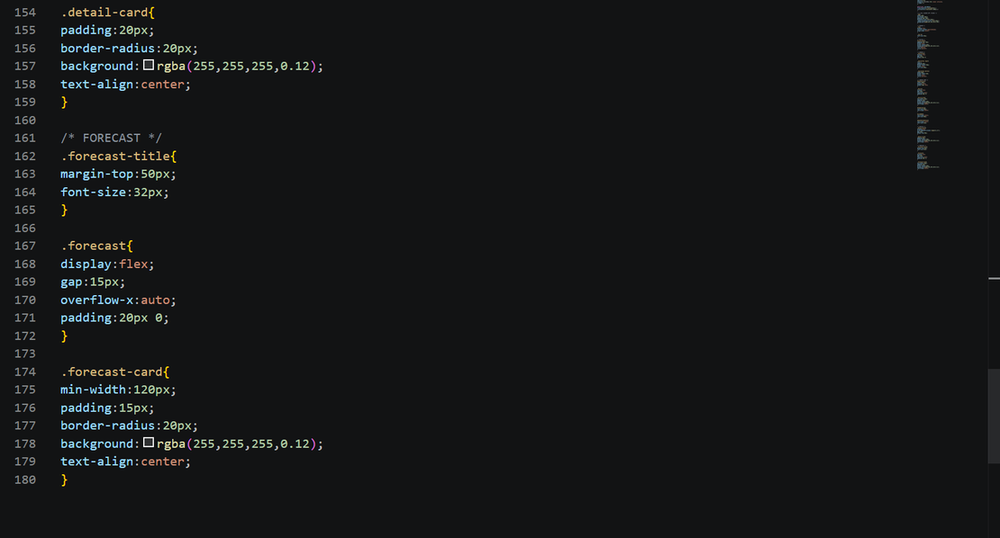 154 .detail-card{
155 padding:20px;
156 border-radius:20px;
157 background:rgba(255,255,255,0.12);
158 text-align:center;
159 }
160
161 /* FORECAST */
162 .forecast-title{
163 margin-top:50px;
164 font-size:32px;
165 }
166
167 .forecast{
168 display:flex;
169 gap:15px;
170 overflow-x:auto;
171 padding:20px 0;
172 }
173
174 .forecast-card{
175 min-width:120px;
176 padding:15px;
177 border-radius:20px;
178 background:rgba(255,255,255,0.12);
179 text-align:center;
180 }